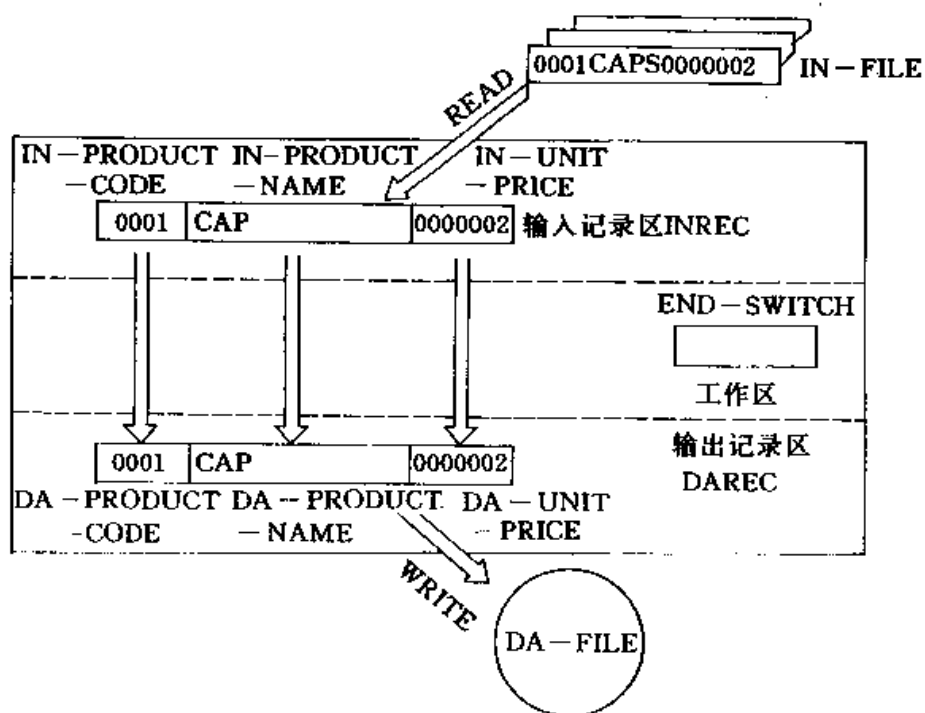 0001CAPS0000002 IN-FILE
READ
IN-PRODUCT IN-PRODUCT IN-UNIT
-CODE -NAME -PRICE
0001 CAP 0000002 输入记录区INREC
END-SWITCH
工作区
0001 CAP 0000002 输出记录区
DAREC
DA-PRODUCT DA--PRODUCT DA-UNIT
-CODE -NAME -PRICE
WRITE
DA-FILE